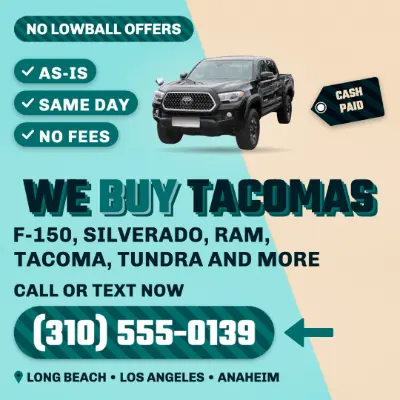 NO LOWBALL OFFERS
AS-IS
SAME DAY
NO FEES
CASH
PAID
WE BUY TACOMAS
F-150, SILVERADO, RAM,
TACOMA, TUNDRA AND MORE
CALL OR TEXT NOW
(310) 555-0139
LONG BEACH • LOS ANGELES • ANAHEIM